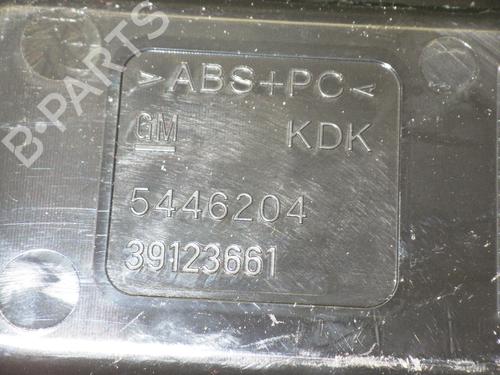 B-PARTS
>ABS+PC<
GM KDK
5446204
39123661